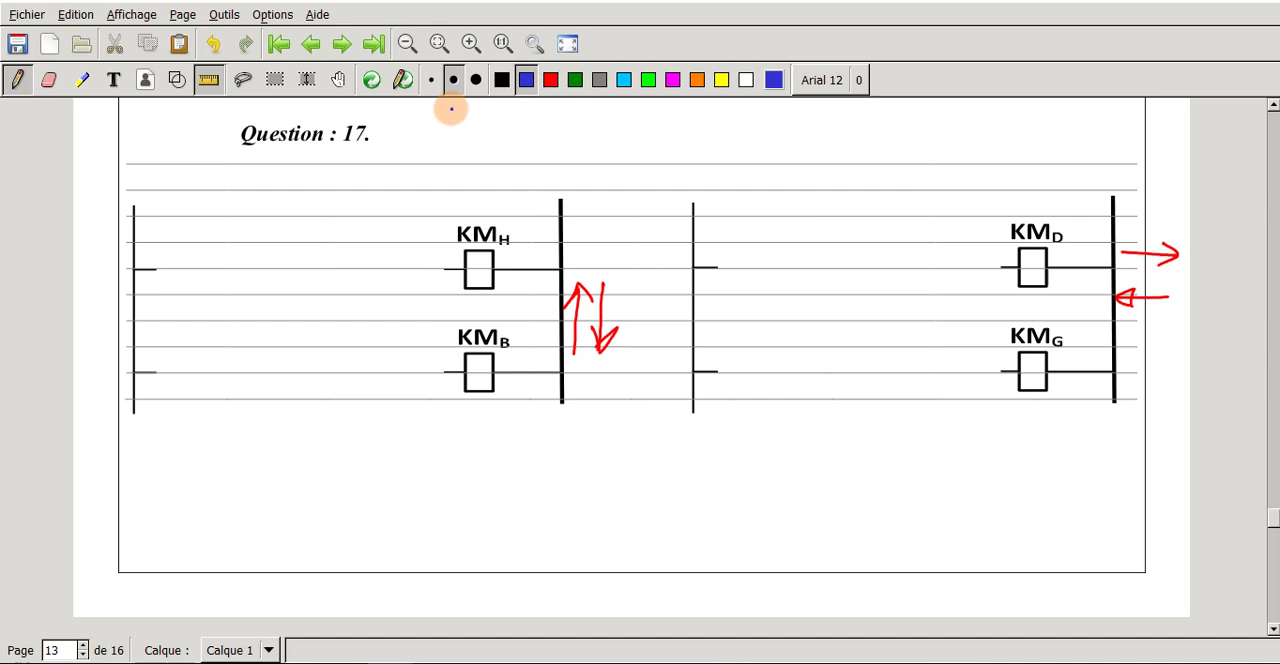 Fichier Edition Affichage Page Outils Options Aide
T Arial 12 0
Question : 17.
KMH KMD
KMB KMG
Page 13 de 16 Calque : Calque 1